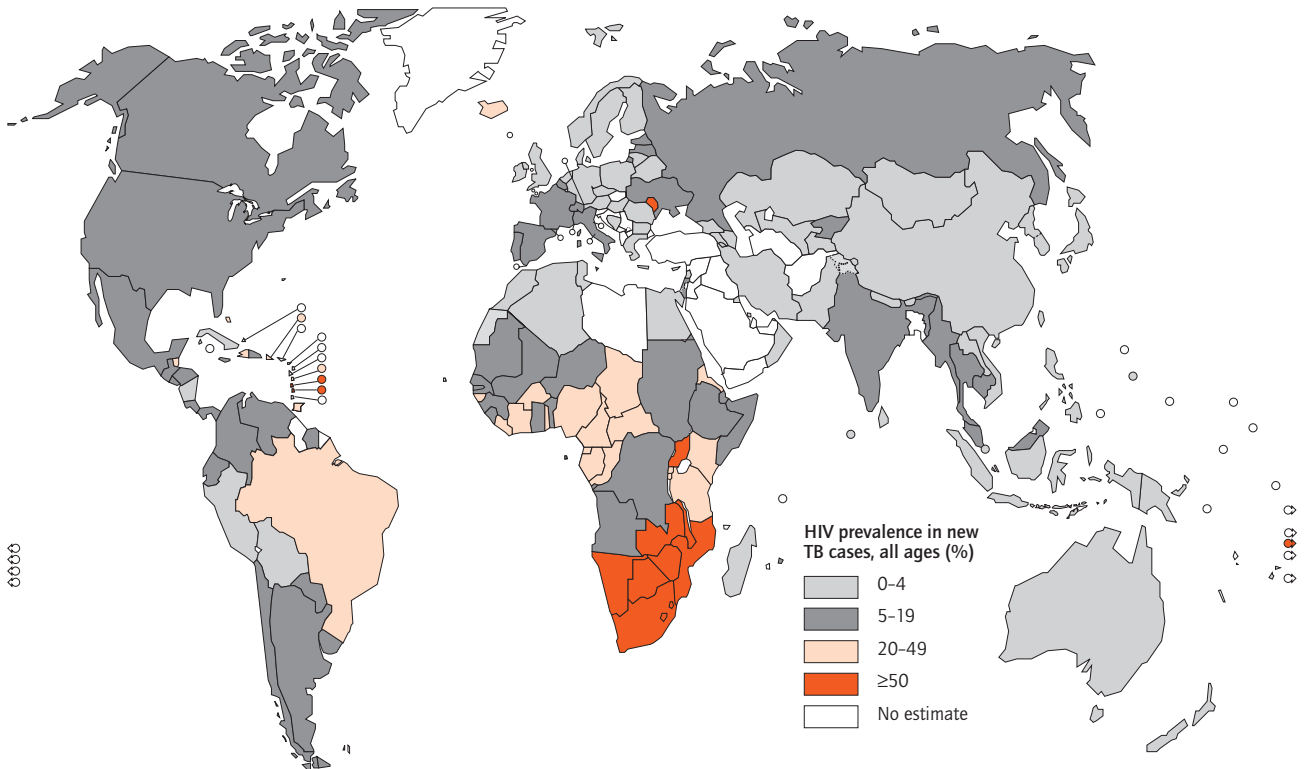 HIV prevalence in new
TB cases, all ages (%)
0–4
5–19
20–49
≥50
No estimate